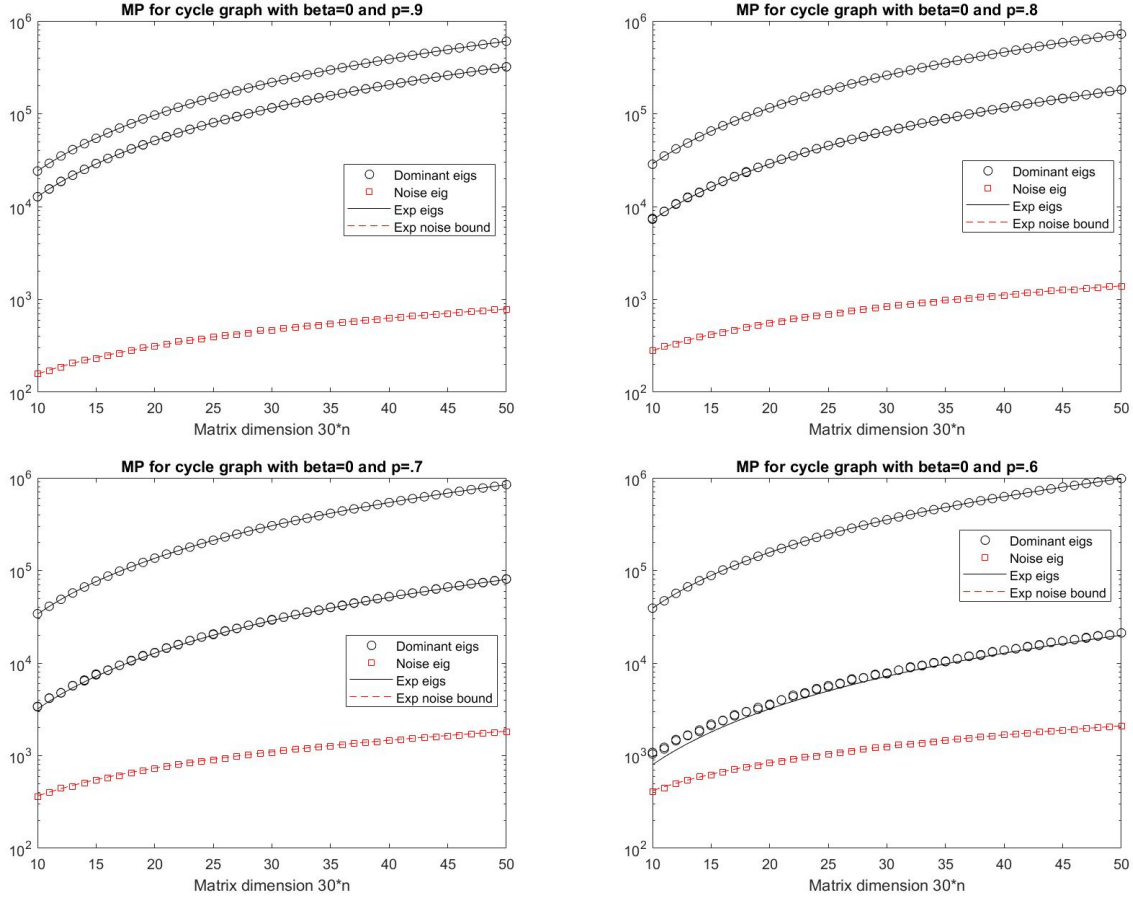 MP for cycle graph with beta=0 and p=.9
10^6
10^5
10^4
10^3
10^2
Dominant eigs
Noise eig
Exp eigs
Exp noise bound
10 15 20 25 30 35 40 45 50
Matrix dimension 30*n
MP for cycle graph with beta=0 and p=.8
10^6
10^5
10^4
10^3
10^2
Dominant eigs
Noise eig
Exp eigs
Exp noise bound
10 15 20 25 30 35 40 45 50
Matrix dimension 30*n
MP for cycle graph with beta=0 and p=.7
10^6
10^5
10^4
10^3
10^2
Dominant eigs
Noise eig
Exp eigs
Exp noise bound
10 15 20 25 30 35 40 45 50
Matrix dimension 30*n
MP for cycle graph with beta=0 and p=.6
10^6
10^5
10^4
10^3
10^2
Dominant eigs
Noise eig
Exp eigs
Exp noise bound
10 15 20 25 30 35 40 45 50
Matrix dimension 30*n